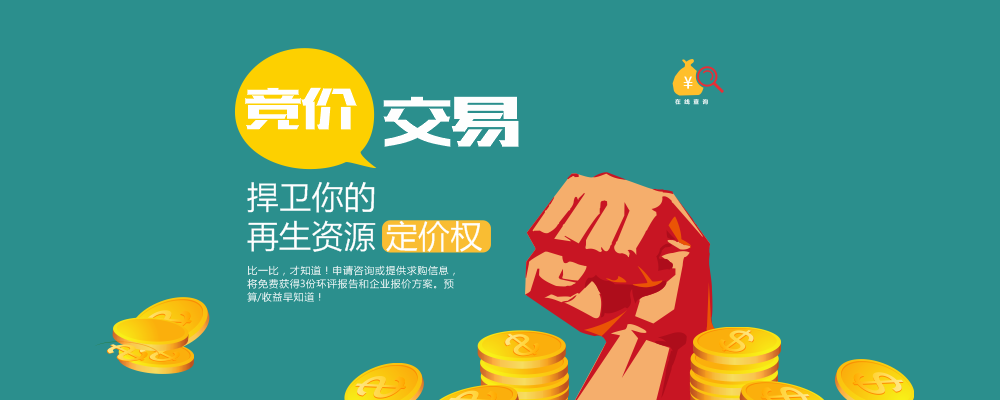 竞价 交易
捍卫你的
再生资源 定价权
比一比，才知道！申请咨询或提供求购信息，
将免费获得3份环评报告和企业报价方案。预
算/收益早知道！
¥
在线咨询